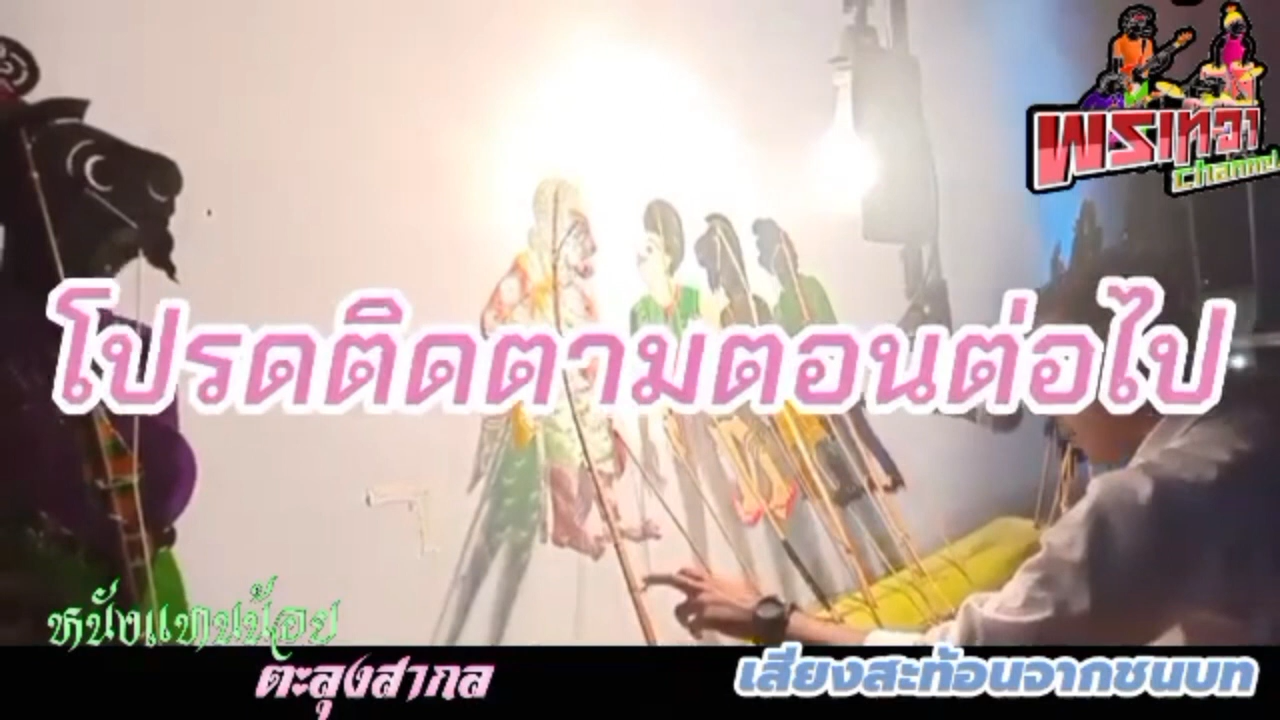 พรเทวา
Channel
โปรดติดตามตอนต่อไป
หนังแทนน้อย
ตะลุงสากล
เสียงสะท้อนจากชนบท